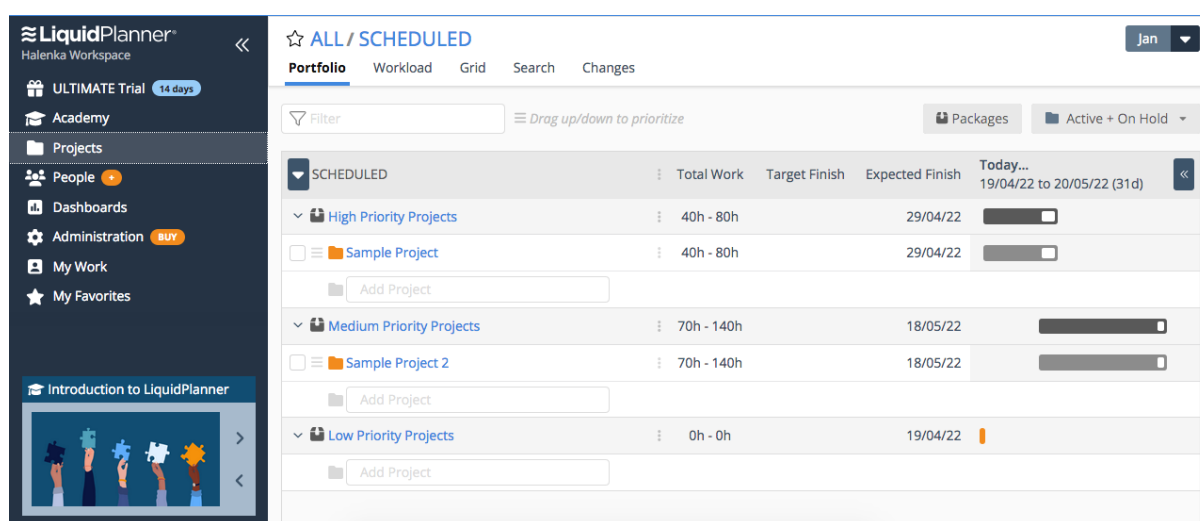 LiquidPlanner
Halenka Workspace
ULTIMATE Trial 14 days
Academy
Projects
People +
Dashboards
Administration BUY
My Work
My Favorites
Introduction to LiquidPlanner
ALL / SCHEDULED
Jan
Portfolio Workload Grid Search Changes
Filter
Drag up/down to prioritize
Packages
Active + On Hold
SCHEDULED Total Work Target Finish Expected Finish Today...
19/04/22 to 20/05/22 (31d)
High Priority Projects 40h - 80h 29/04/22
Sample Project 40h - 80h 29/04/22
Add Project
Medium Priority Projects 70h - 140h 18/05/22
Sample Project 2 70h - 140h 18/05/22
Add Project
Low Priority Projects 0h - 0h 19/04/22
Add Project